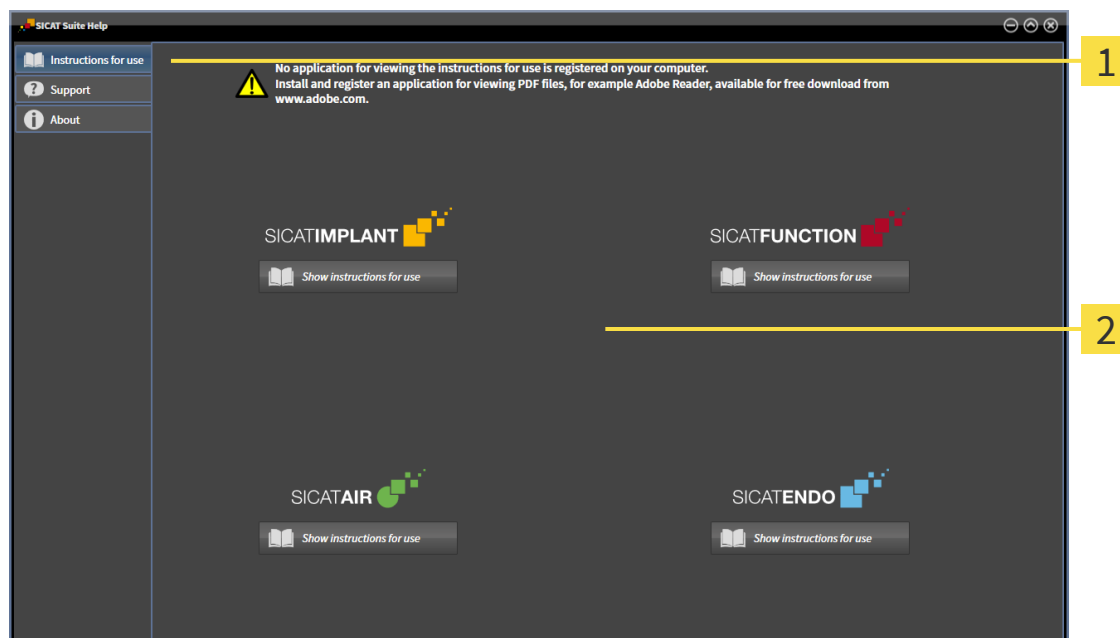 SICAT Suite Help
Instructions for use
Support
About
No application for viewing the instructions for use is registered on your computer.
Install and register an application for viewing PDF files, for example Adobe Reader, available for free download from
www.adobe.com.
1
SICATIMPLANT
SICATFUNCTION
Show instructions for use
Show instructions for use
2
SICATAIR
SICATENDO
Show instructions for use
Show instructions for use